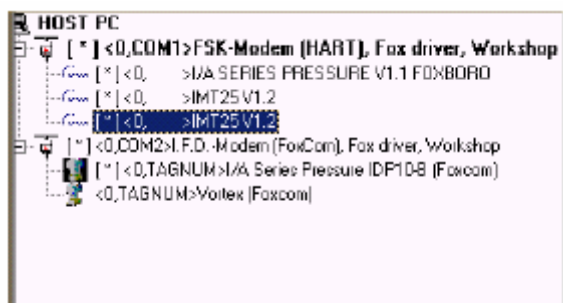 HOST PC
[*] <0,COM1>FSK-Modem (HART), Fox driver, Workshop
[*] <0, >I/A SERIES PRESSURE V1.1 FOXBORO
[*] <0, >IMT25 V1.2
[*] <0, >IMT25 V1.2
[*] <0,COM2>I.F.D.-Modem (FoxCom), Fox driver, Workshop
[*] <0,TAGNUM>I/A Series Pressure IDP10-B (Foxcom)
<0,TAGNUM>Vortex (Foxcom)